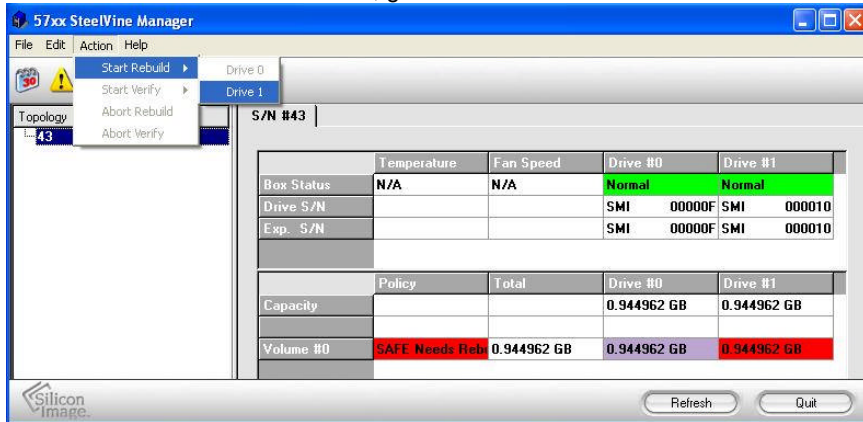 57xx SteelVine Manager
File Edit Action Help
30
Start Rebuild
Start Verify
Abort Rebuild
Abort Verify
Drive 0
Drive 1
Topology
43
S/N #43
Temperature Fan Speed Drive #0 Drive #1
Box Status N/A N/A Normal Normal
Drive S/N SMI 00000F SMI 000010
Exp. S/N SMI 00000F SMI 000010
Policy Total Drive #0 Drive #1
Capacity 0.944962 GB 0.944962 GB
Volume #0 SAFE Needs Reb 0.944962 GB 0.944962 GB 0.944962 GB
Silicon Image.
Refresh Quit